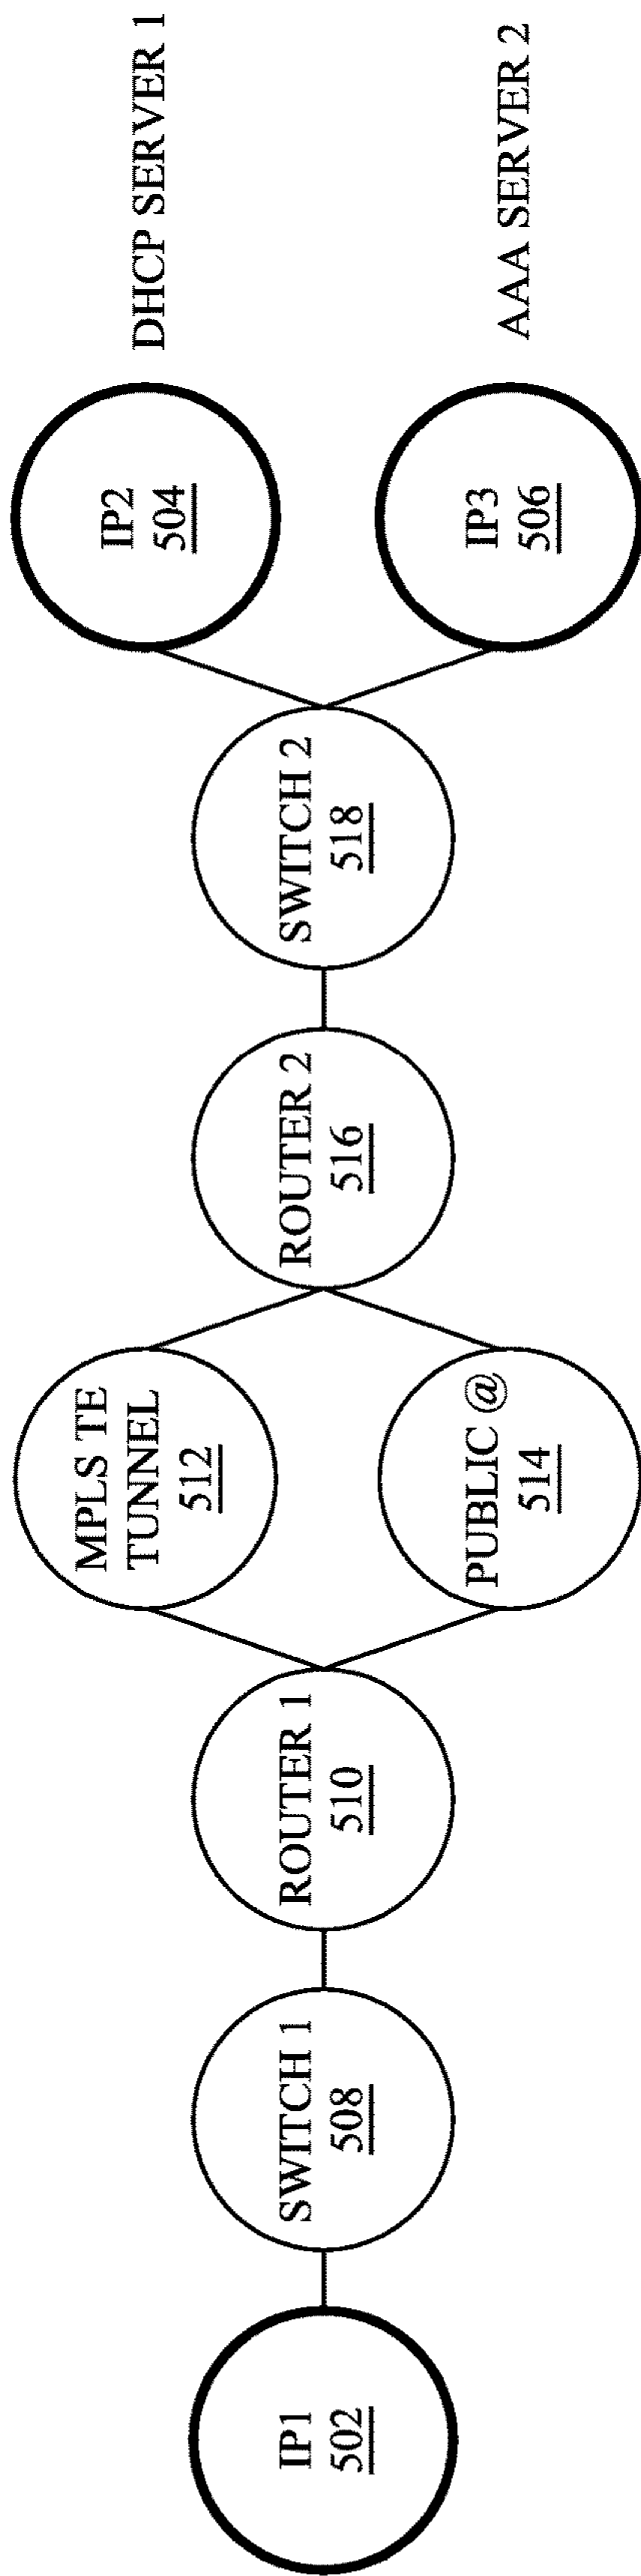 IP1
502
SWITCH 1
508
ROUTER 1
510
MPLS TE
TUNNEL
512
PUBLIC @
514
ROUTER 2
516
SWITCH 2
518
IP2
504
DHCP SERVER 1
IP3
506
AAA SERVER 2